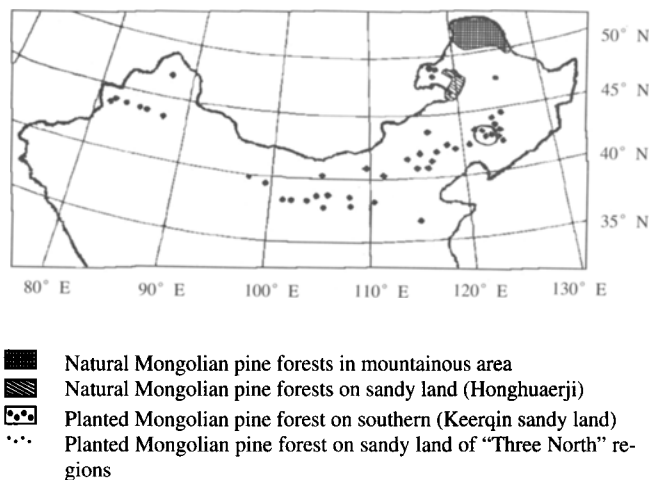 50° N
45° N
40° N
35° N
80° E 90° E 100° E 110° E 120° E 130° E
Natural Mongolian pine forests in mountainous area
Natural Mongolian pine forests on sandy land (Honghuaerji)
Planted Mongolian pine forest on southern (Keerqin sandy land)
Planted Mongolian pine forest on sandy land of “Three North” re-
gions